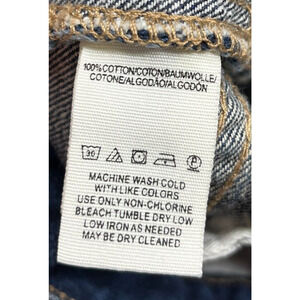 100% COTTON/COTON/BAUMWOLLE/
COTONE/ALGODÃO/ALGODÓN
30
MACHINE WASH COLD
WITH LIKE COLORS
USE ONLY NON-CHLORINE
BLEACH TUMBLE DRY LOW
LOW IRON AS NEEDED
MAY BE DRY CLEANED